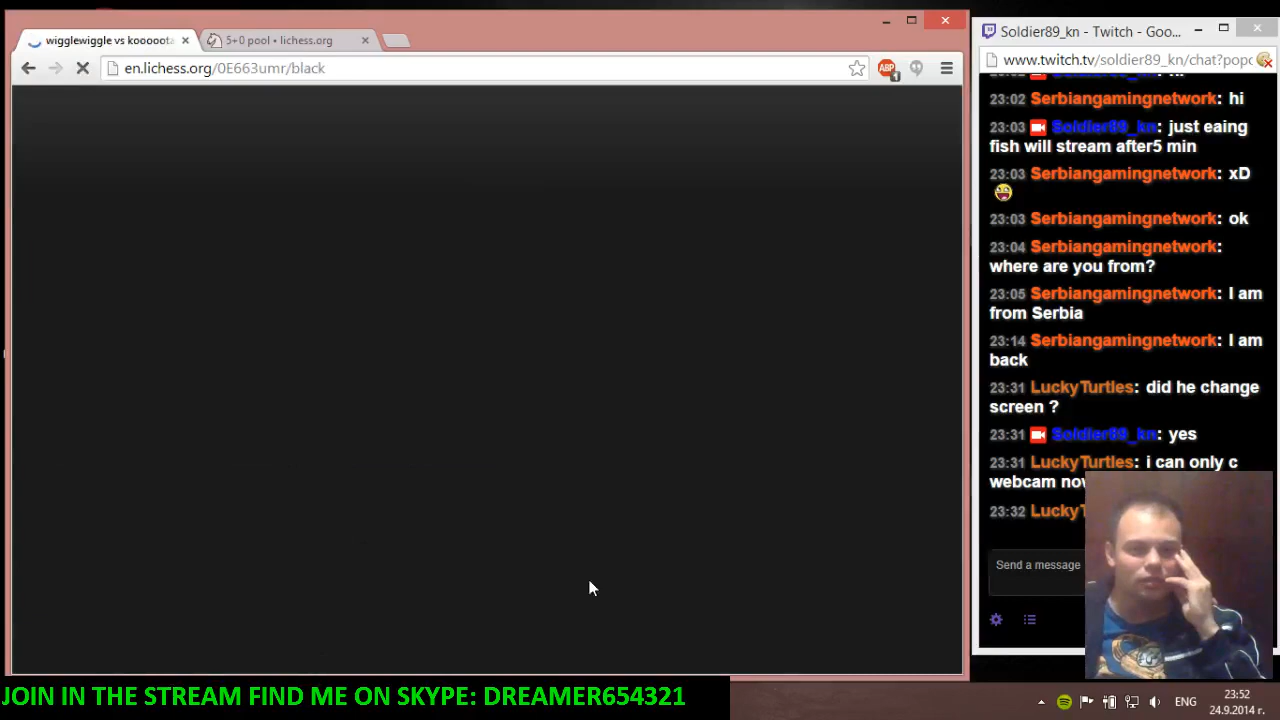 wigglewiggle vs kooooota
5+0 pool • lichess.org
en.lichess.org/0E663umr/black
ABP
1
Soldier89_kn - Twitch - Goo...
www.twitch.tv/soldier89_kn/chat?popo
23:02 Serbiangamingnetwork: hi
23:03 Soldier89_kn: just eaing
fish will stream after5 min
23:03 Serbiangamingnetwork: xD
23:03 Serbiangamingnetwork: ok
23:04 Serbiangamingnetwork:
where are you from?
23:05 Serbiangamingnetwork: I am
from Serbia
23:14 Serbiangamingnetwork: I am
back
23:31 LuckyTurtles: did he change
screen ?
23:31 Soldier89_kn: yes
23:31 LuckyTurtles: i can only c
webcam now
23:32 LuckyTu
Send a message
JOIN IN THE STREAM FIND ME ON SKYPE: DREAMER654321
ЕНГ
23:52
24.9.2014 г.